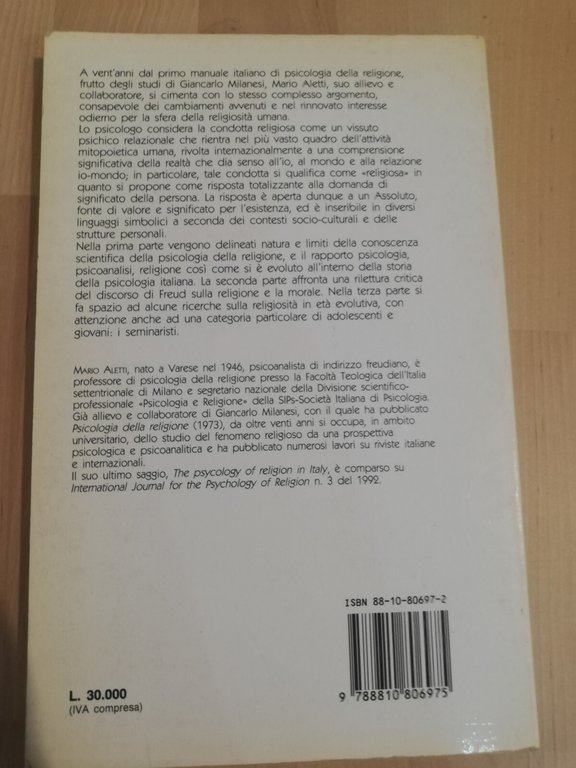 A vent'anni dal primo manuale italiano di psicologia della religione,
frutto degli studi di Giancarlo Milanesi, Mario Aletti, suo allievo e
collaboratore, si cimenta con lo stesso complesso argomento,
consapevole dei cambiamenti avvenuti e nel rinnovato interesse
odierno per la sfera della religiosità umana.
Lo psicologo considera la condotta religiosa come un vissuto
psichico relazionale che rientra nel più vasto quadro dell'attività
mitopoietica umana, rivolta internazionalmente a una comprensione
significativa della realtà che dia senso all'io, al mondo e alla relazione
io-mondo; in particolare, tale condotta si qualifica come «religiosa» in
quanto si propone come risposta totalizzante alla domanda di
significato della persona. La risposta è aperta dunque a un Assoluto,
fonte di valore e significato per l'esistenza, ed è inseribile in diversi
linguaggi simbolici a seconda dei contesti socio-culturali e delle
strutture personali.
Nella prima parte vengono delineati natura e limiti della conoscenza
scientifica della psicologia della religione, e il rapporto psicologia,
psicoanalisi, religione così come si è evoluto all'interno della storia
della psicologia italiana. La seconda parte affronta una rilettura critica
del discorso di Freud sulla religione e la morale. Nella terza parte si
fa spazio ad alcune ricerche sulla religiosità in età evolutiva, con
attenzione anche ad una categoria particolare di adolescenti e
giovani: i seminaristi.
MARIO ALETTI, nato a Varese nel 1946, psicoanalista di indirizzo freudiano, è
professore di psicologia della religione presso la Facoltà Teologica dell'Italia
settentrionale di Milano e segretario nazionale della Divisione scientifico-
professionale «Psicologia e Religione» della SIPs-Società Italiana di Psicologia.
Già allievo e collaboratore di Giancarlo Milanesi, con il quale ha pubblicato
Psicologia della religione (1973), da oltre venti anni si occupa, in ambito
universitario, dello studio del fenomeno religioso da una prospettiva
psicologica e psicoanalitica e ha pubblicato numerosi lavori su riviste italiane
e internazionali.
Il suo ultimo saggio, The psycology of religion in Italy, è comparso su
International Journal for the Psychology of Religion n. 3 del 1992.
ISBN 88-10-80697-2
9 788810 806975
L. 30.000
(IVA compresa)